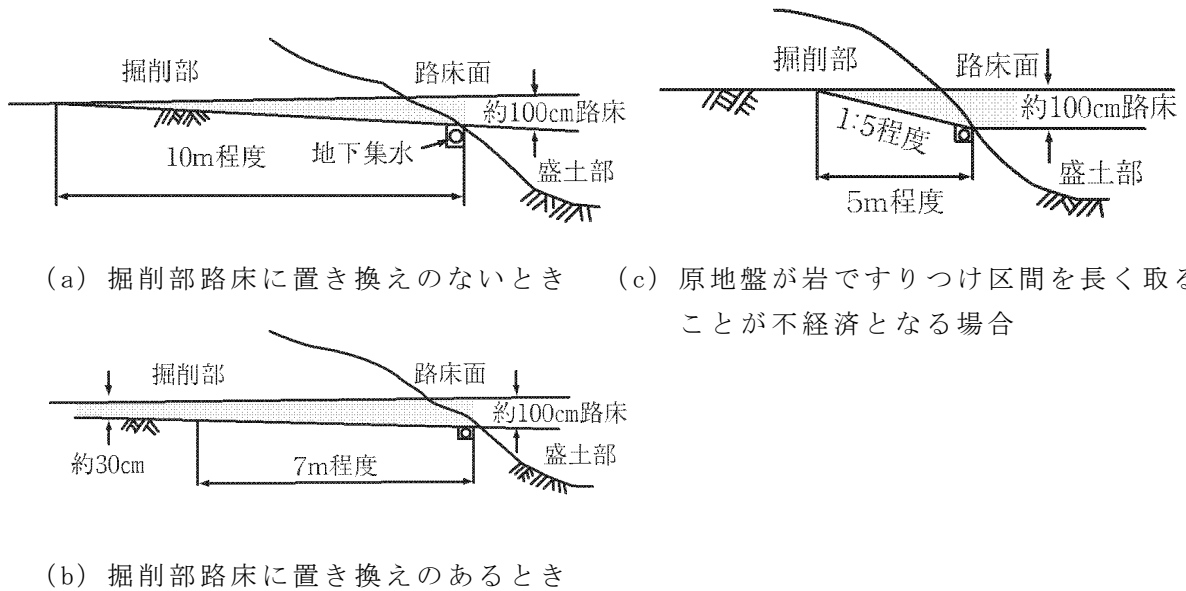 掘削部
路床面
約100cm路床
地下集水
10m程度
盛土部
(a) 掘削部路床に置き換えのないとき
掘削部
路床面
約100cm路床
1:5程度
盛土部
5m程度
(c) 原地盤が岩ですりつけ区間を長く取る
ことが不経済となる場合
掘削部
路床面
約100cm路床
約30cm
7m程度
盛土部
(b) 掘削部路床に置き換えのあるとき